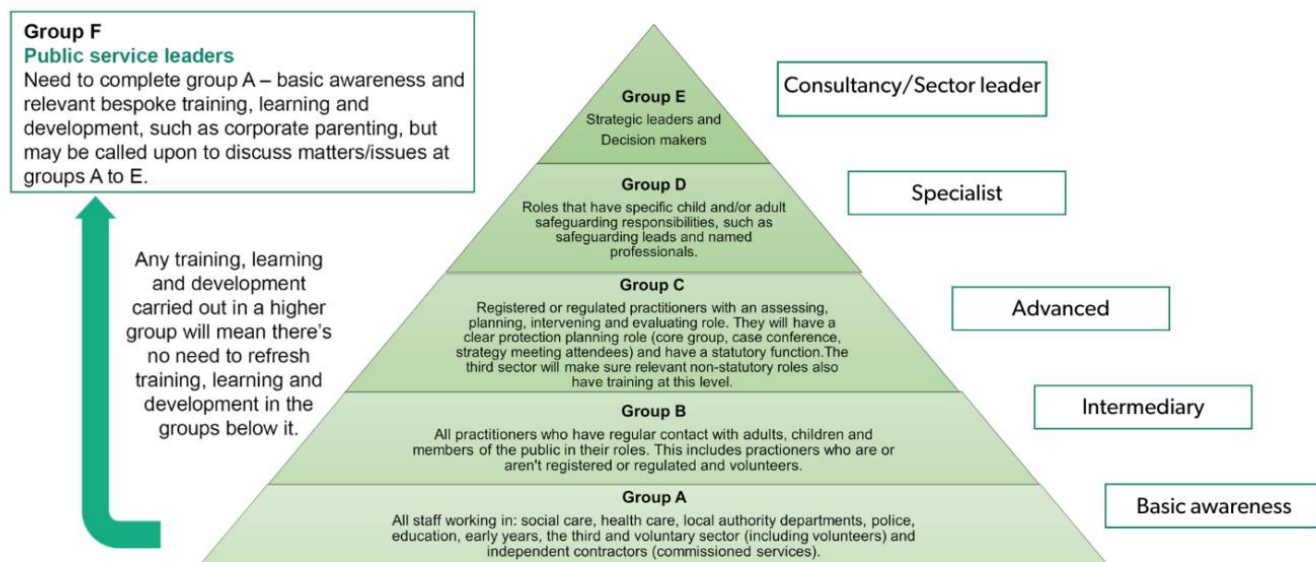 Group F
Public service leaders
Need to complete group A – basic awareness and
relevant bespoke training, learning and
development, such as corporate parenting, but
may be called upon to discuss matters/issues at
groups A to E.
Any training, learning
and development
carried out in a higher
group will mean there's
no need to refresh
training, learning and
development in the
groups below it.
Group E
Strategic leaders and
Decision makers
Consultancy/Sector leader
Group D
Roles that have specific child and/or adult
safeguarding responsibilities, such as
safeguarding leads and named
professionals.
Specialist
Group C
Registered or regulated practitioners with an assessing,
planning, intervening and evaluating role. They will have a
clear protection planning role (core group, case conference,
strategy meeting attendees) and have a statutory function.The
third sector will make sure relevant non-statutory roles also
have training at this level.
Advanced
Group B
All practitioners who have regular contact with adults, children and
members of the public in their roles. This includes practioners who are or
aren't registered or regulated and volunteers.
Intermediary
Group A
All staff working in: social care, health care, local authority departments, police,
education, early years, the third and voluntary sector (including volunteers) and
independent contractors (commissioned services).
Basic awareness